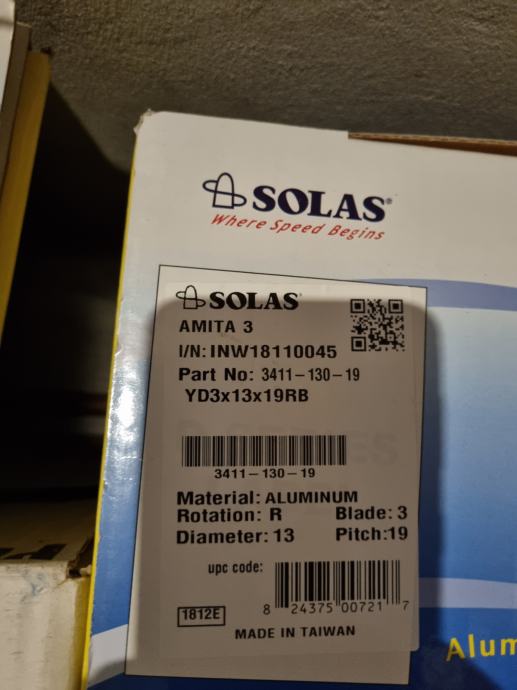 SOLAS®
Where Speed Begins
SOLAS
AMITA 3
I/N: INW18110045
Part No: 3411-130-19
YD3x13x19RB
3411-130-19
Material: ALUMINUM
Rotation: R Blade: 3
Diameter: 13 Pitch: 19
upc code:
8 24375 00721 7
1812E
MADE IN TAIWAN
Alum